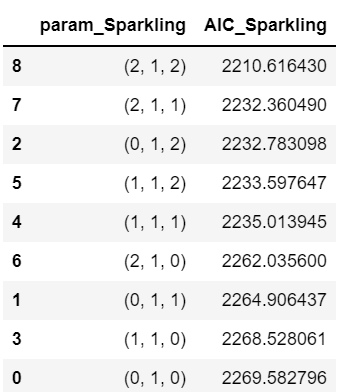 param_Sparkling AIC_Sparkling
8 (2, 1, 2) 2210.616430
7 (2, 1, 1) 2232.360490
2 (0, 1, 2) 2232.783098
5 (1, 1, 2) 2233.597647
4 (1, 1, 1) 2235.013945
6 (2, 1, 0) 2262.035600
1 (0, 1, 1) 2264.906437
3 (1, 1, 0) 2268.528061
0 (0, 1, 0) 2269.582796